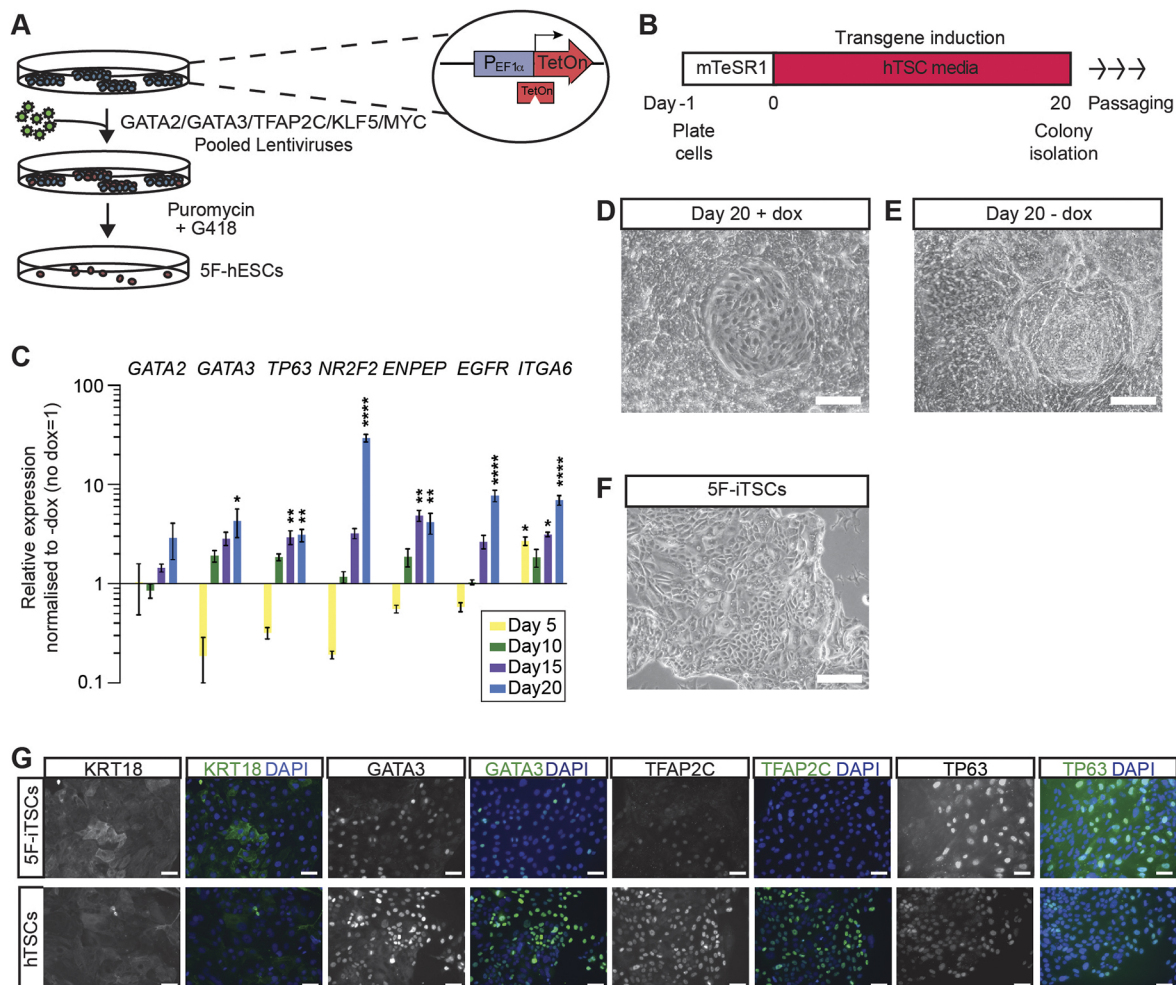 A
P_EF1α TetOn
TetOn
GATA2/GATA3/TFAP2C/KLF5/MYC
Pooled Lentiviruses
Puromycin
+ G418
5F-hESCs
B
Transgene induction
mTeSR1 hTSC media
Day -1 0 20 Passaging
Plate
cells
Colony
isolation
C
GATA2 GATA3 TP63 NR2F2 ENPEP EGFR ITGA6
Relative expression
normalised to -dox (no dox=1)
100
10
1
0.1
* ** ** **** ** ** **** * * ****
Day 5
Day10
Day15
Day20
D
Day 20 + dox
E
Day 20 - dox
F
5F-iTSCs
G
KRT18 KRT18 DAPI GATA3 GATA3 DAPI TFAP2C TFAP2C DAPI TP63 TP63 DAPI
5F-iTSCs
hTSCs